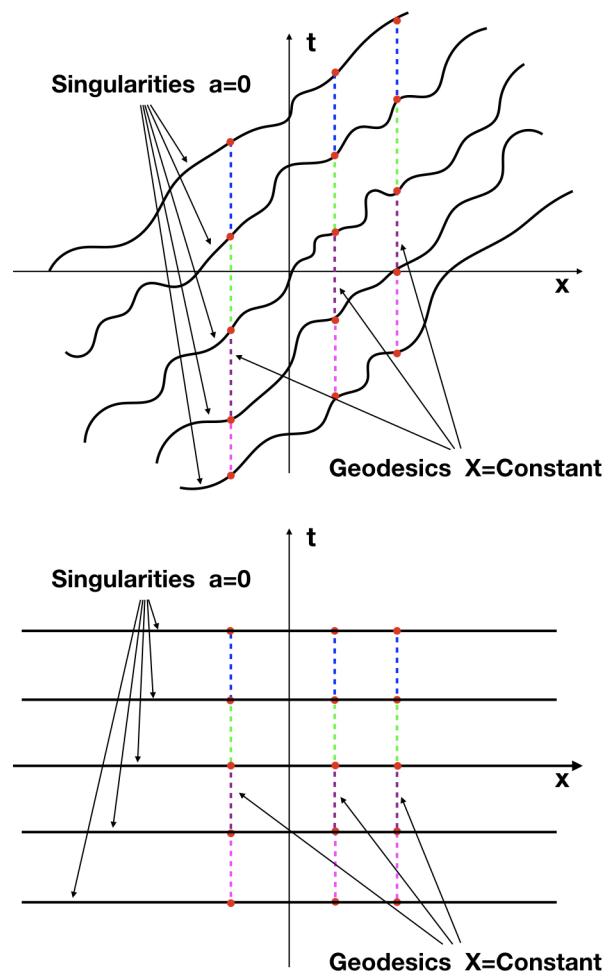 t
Singularities a=0
x
Geodesics X=Constant
t
Singularities a=0
x
Geodesics X=Constant